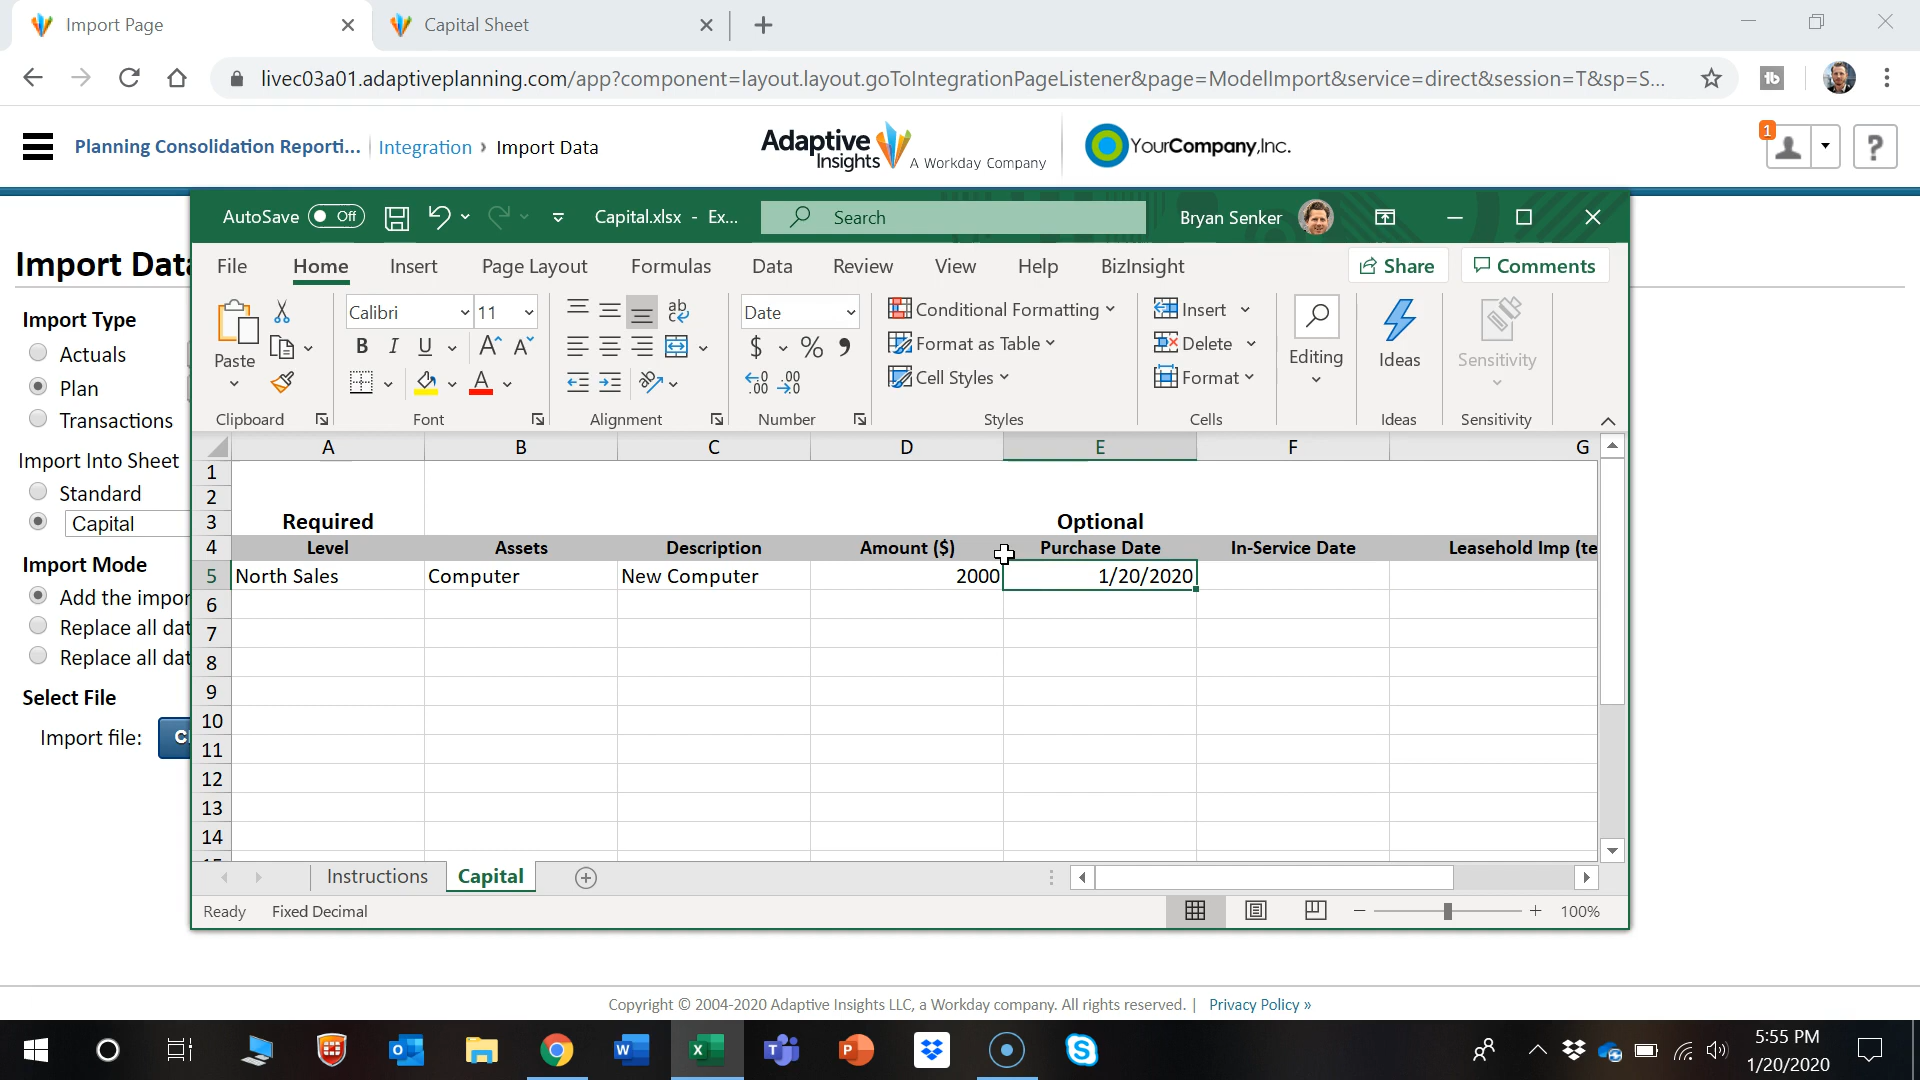 Import Page
Capital Sheet
livec03a01.adaptiveplanning.com/app?component=layout.layout.goToIntegrationPageListener&page=ModelImport&service=direct&session=T&sp=S...
Planning Consolidation Reporti... Integration › Import Data
Adaptive Insights A Workday Company
YourCompany,Inc.
1
?
AutoSave Off Capital.xlsx - Ex... Search Bryan Senker
File Home Insert Page Layout Formulas Data Review View Help BizInsight Share Comments
Import Data
Import Type
Actuals
Plan
Transactions
Import Into Sheet
Standard
Capital
Import Mode
Add the impor
Replace all dat
Replace all dat
Select File
Import file:
Paste
Calibri 11
B I U
Date
$ % ,
Conditional Formatting
Format as Table
Cell Styles
Insert
Delete
Format
Editing
Ideas
Sensitivity
Clipboard Font Alignment Number Styles Cells Ideas Sensitivity
A B C D E F G
1
2
3 Required Optional
4 Level Assets Description Amount ($) Purchase Date In-Service Date Leasehold Imp (te
5 North Sales Computer New Computer 2000 1/20/2020
6
7
8
9
10
11
12
13
14
Instructions Capital
Ready Fixed Decimal 100%
Copyright © 2004-2020 Adaptive Insights LLC, a Workday company. All rights reserved. | Privacy Policy »
5:55 PM
1/20/2020